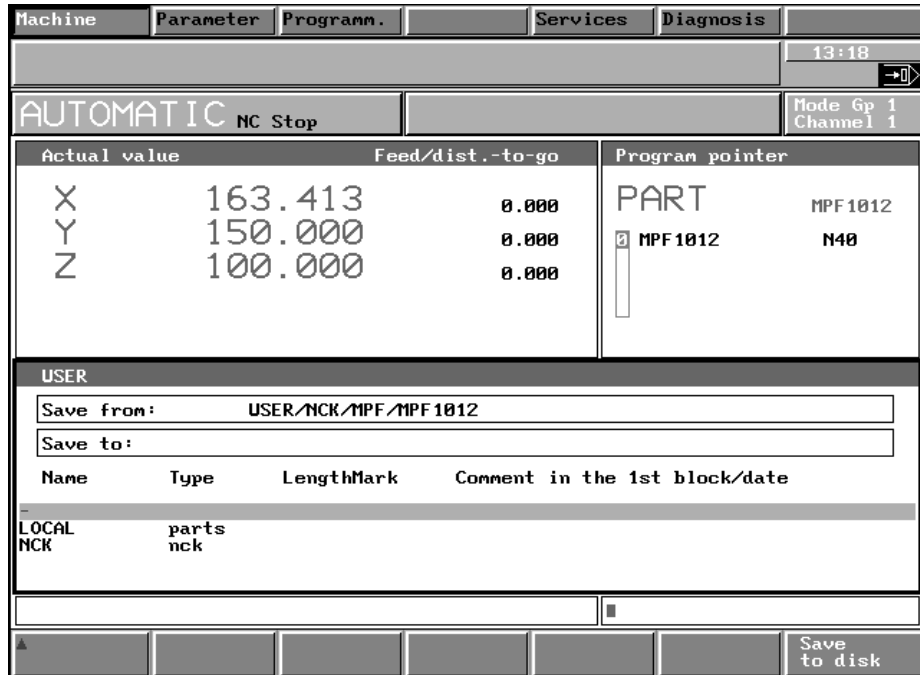 Machine Parameter Programm. Services Diagnosis
13:18
AUTOMATIC NC Stop
Mode Gp 1
Channel 1
Actual value Feed/dist.-to-go
X 163.413 0.000
Y 150.000 0.000
Z 100.000 0.000
Program pointer
PART MPF1012
0 MPF1012 N40
USER
Save from: USER/NCK/MPF/MPF1012
Save to:
Name Type LengthMark Comment in the 1st block/date
-
LOCAL parts
NCK nck
Save
to disk